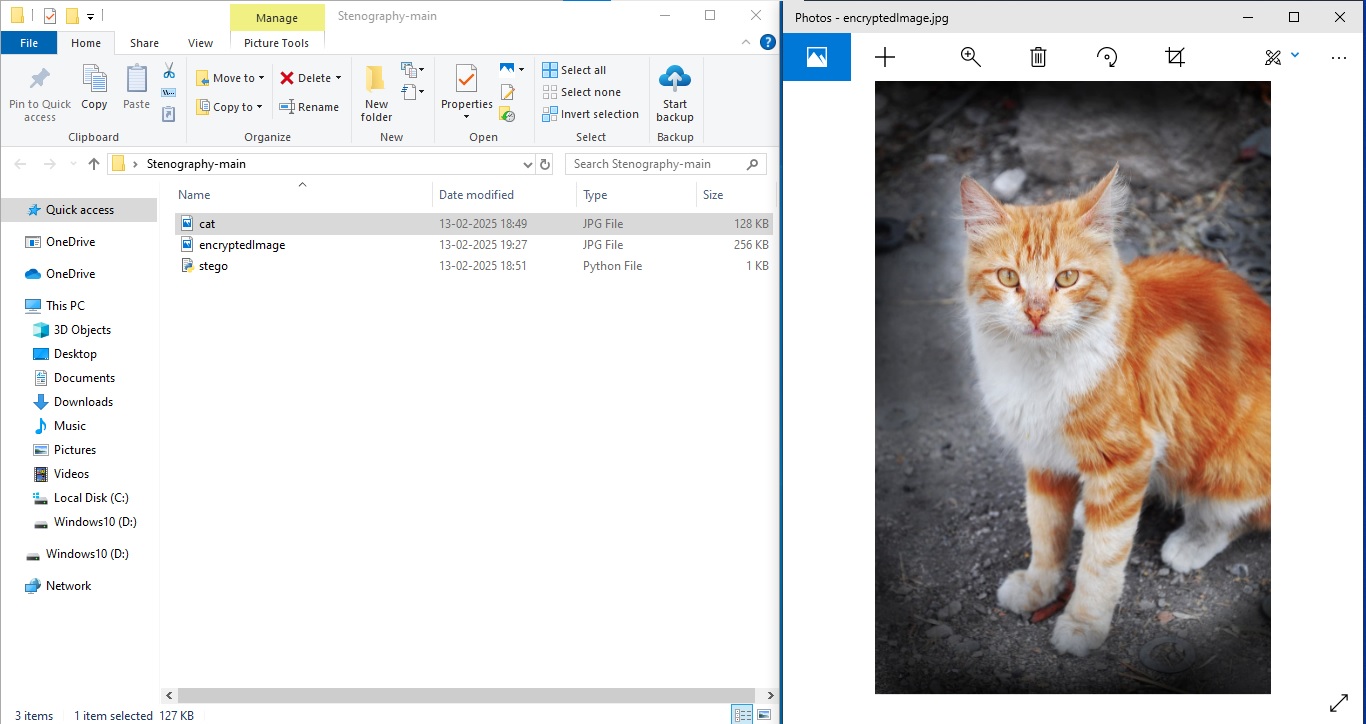 Manage
Stenography-main
File
Home
Share
View
Picture Tools
Pin to Quick access
Copy
Paste
Clipboard
Move to
Copy to
Delete
Rename
Organize
New folder
New
Properties
Open
Select all
Select none
Invert selection
Select
Start backup
Backup
Stenography-main
Search Stenography-main
Name Date modified Type Size
cat 13-02-2025 18:49 JPG File 128 KB
encryptedImage 13-02-2025 19:27 JPG File 256 KB
stego 13-02-2025 18:51 Python File 1 KB
Quick access
OneDrive
OneDrive
This PC
3D Objects
Desktop
Documents
Downloads
Music
Pictures
Videos
Local Disk (C:)
Windows10 (D:)
Windows10 (D:)
Network
3 items 1 item selected 127 KB
Photos - encryptedImage.jpg